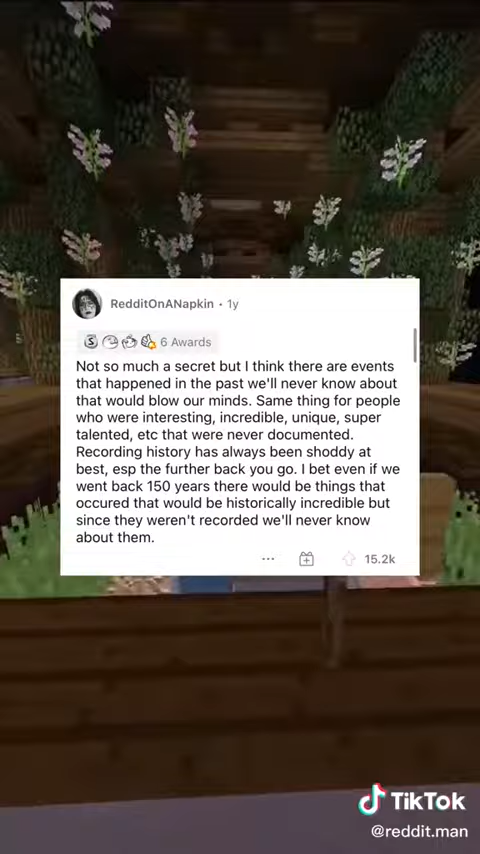 RedditOnANapkin · 1y
6 Awards
Not so much a secret but I think there are events
that happened in the past we'll never know about
that would blow our minds. Same thing for people
who were interesting, incredible, unique, super
talented, etc that were never documented.
Recording history has always been shoddy at
best, esp the further back you go. I bet even if we
went back 150 years there would be things that
occured that would be historically incredible but
since they weren't recorded we'll never know
about them.
15.2k
TikTok
@reddit.man